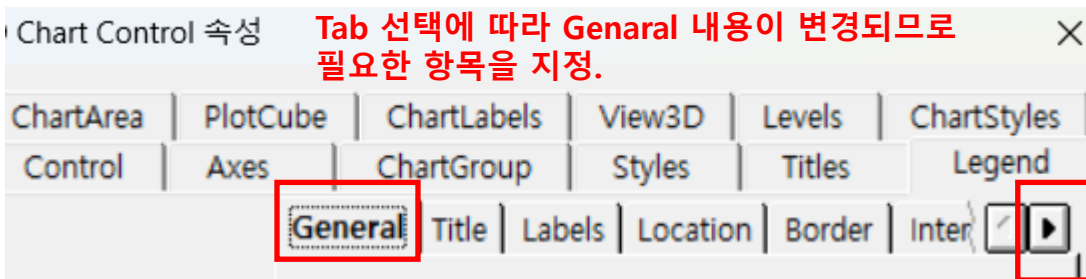 Chart Control 속성
Tab 선택에 따라 Genaral 내용이 변경되므로
필요한 항목을 지정.
ChartArea PlotCube ChartLabels View3D Levels ChartStyles
Control Axes ChartGroup Styles Titles Legend
General Title Labels Location Border Inter